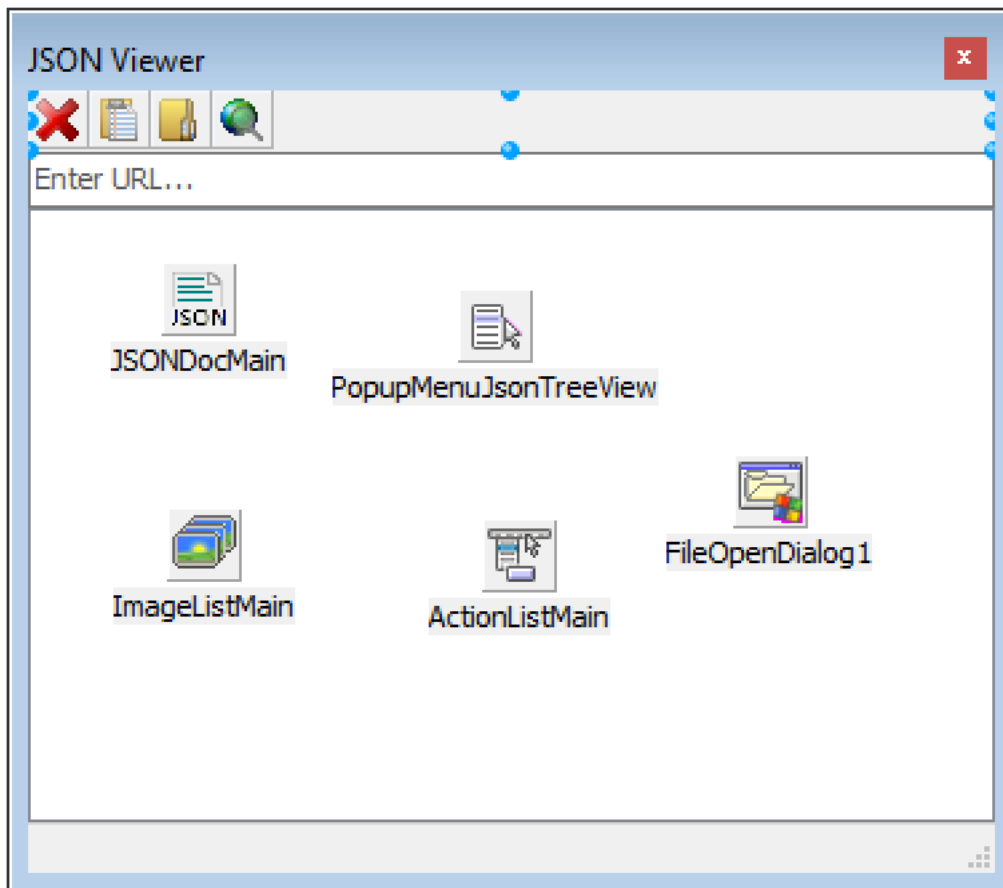 JSON Viewer
x
Enter URL...
JSON
JSONDocMain
PopupMenuJsonTreeView
FileOpenDialog1
ImageListMain
ActionListMain